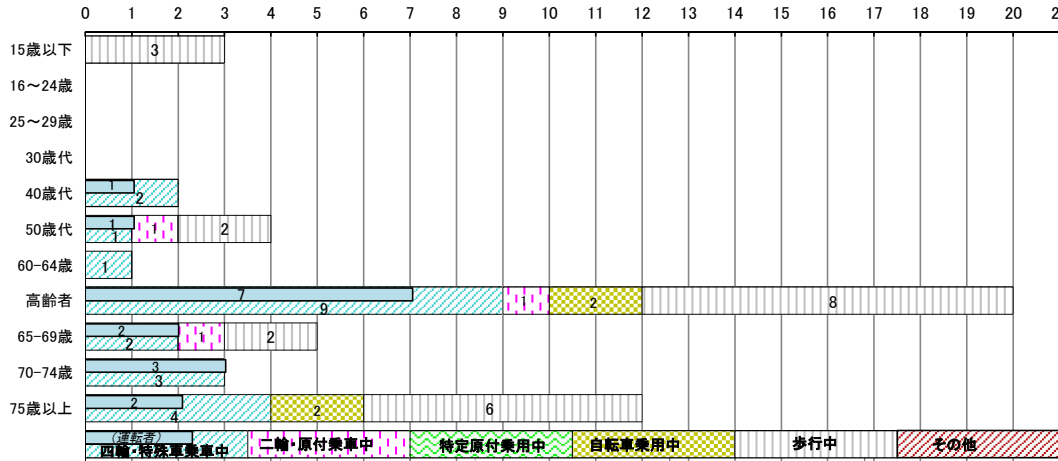 0 1 2 3 4 5 6 7 8 9 10 11 12 13 14 15 16 17 18 19 20
15歳以下 3
16～24歳
25～29歳
30歳代
40歳代 1
2
50歳代 1
1 1 2
60-64歳 1
高齢者 7
9 1 2 8
65-69歳 2
2 1 2
70-74歳 3
3
75歳以上 2
4 2 6
(運転者)
四輪・特殊車乗車中 二輪・原付乗車中 特定原付乗用中 自転車乗用中 歩行中 その他